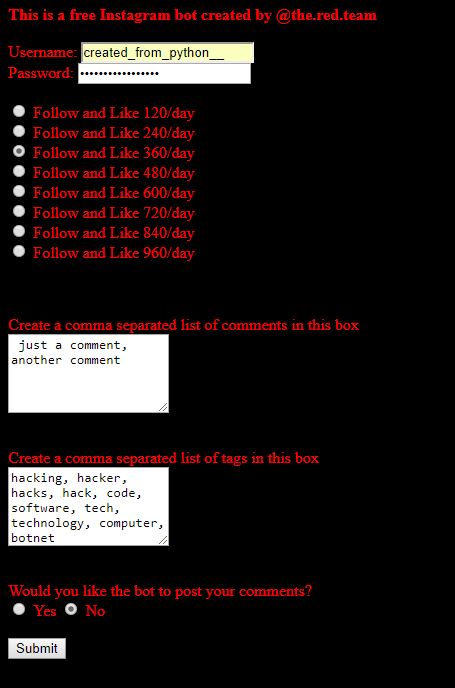 This is a free Instagram bot created by @the.red.team
Username: created_from_python__
Password: •••••••••••••••••
Follow and Like 120/day
Follow and Like 240/day
Follow and Like 360/day
Follow and Like 480/day
Follow and Like 600/day
Follow and Like 720/day
Follow and Like 840/day
Follow and Like 960/day
Create a comma separated list of comments in this box
just a comment,
another comment
Create a comma separated list of tags in this box
hacking, hacker,
hacks, hack, code,
software, tech,
technology, computer,
botnet
Would you like the bot to post your comments?
Yes No
Submit